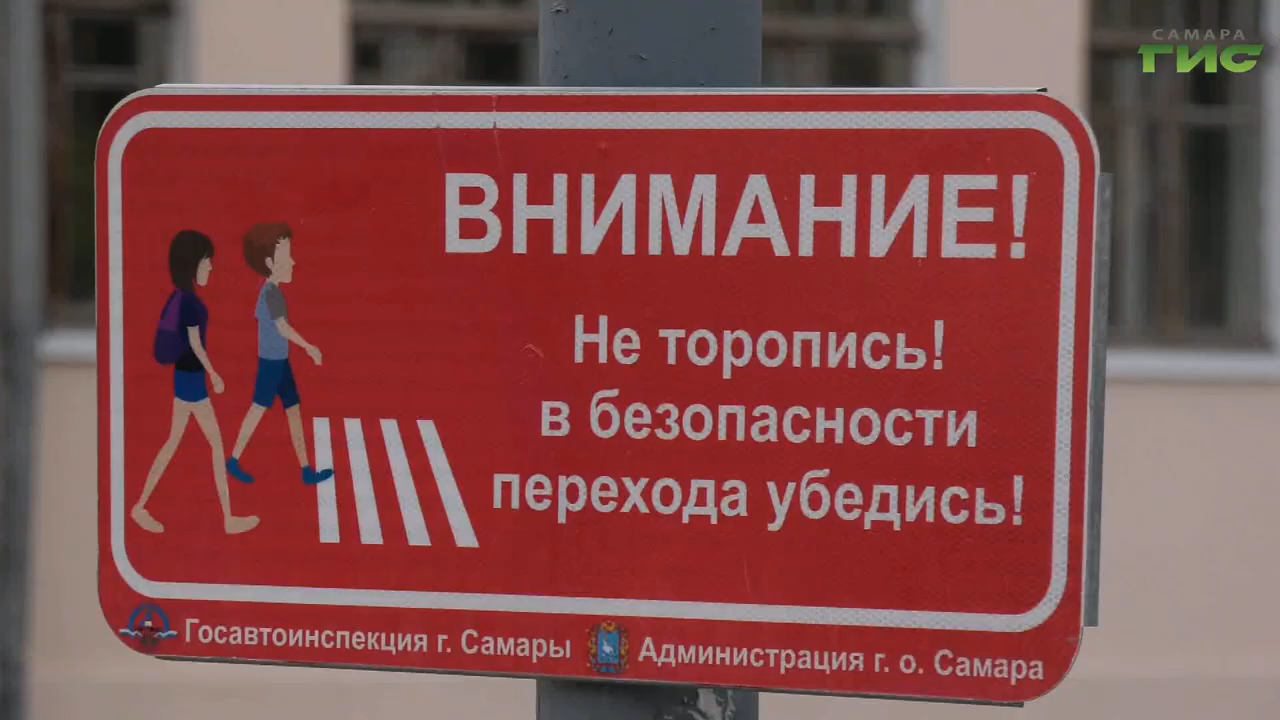 САМАРА
ГИС
ВНИМАНИЕ!
Не торопись!
в безопасности
перехода убедись!
Госавтоинспекция г. Самары
Администрация г. о. Самара